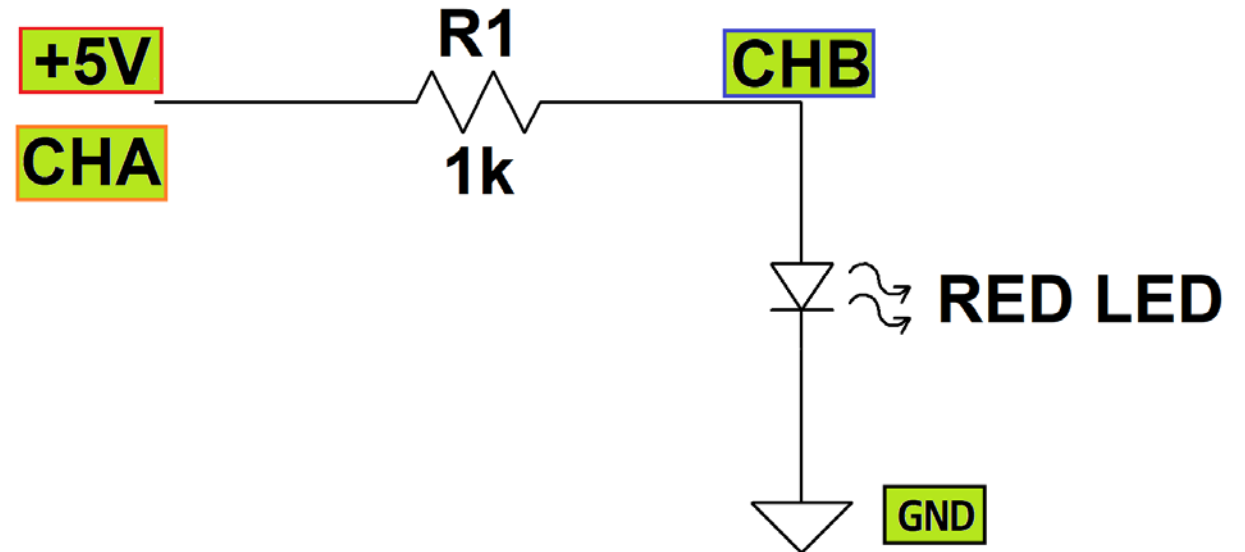 +5V
CHA
R1
1k
CHB
RED LED
GND